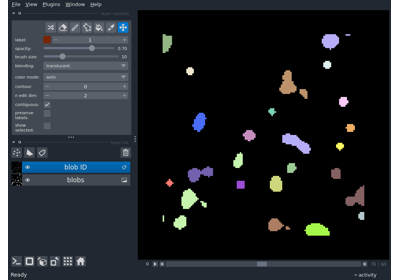 File View Plugins Window Help
label: 1
opacity: 0.70
brush size: 10
blending: translucent
color mode: auto
contour: 0
n edit dim: 2
contiguous:
preserve
labels:
show
selected:
blob ID
blobs
0
Ready
activity